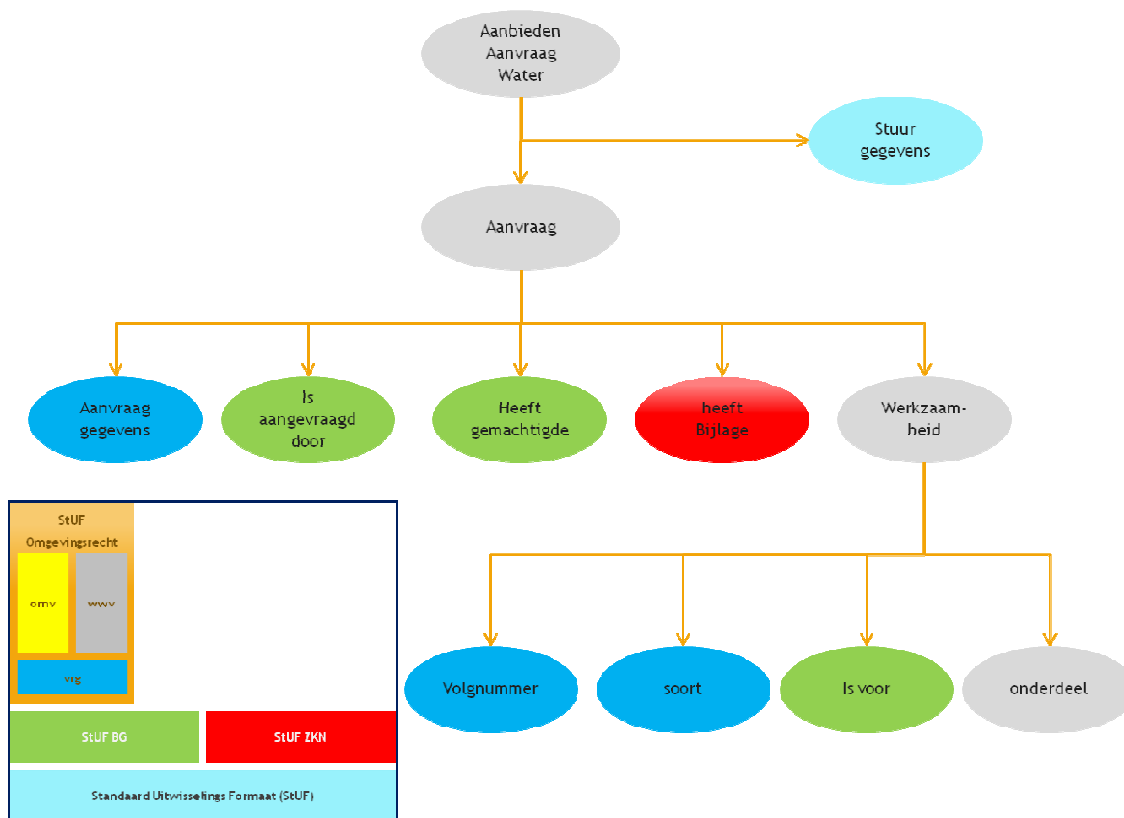 Aanbieden
Aanvraag
Water
Stuur
gegevens
Aanvraag
Aanvraag
gegevens
Is
aangevraagd
door
Heeft
gemachtigde
heeft
Bijlage
Werkzaam-
heid
StUF
Omgevingsrecht
omv
wwv
vrg
StUF BG
StUF ZKN
Standaard Uitwisselings Formaat (StUF)
Volgnummer
soort
Is voor
onderdeel